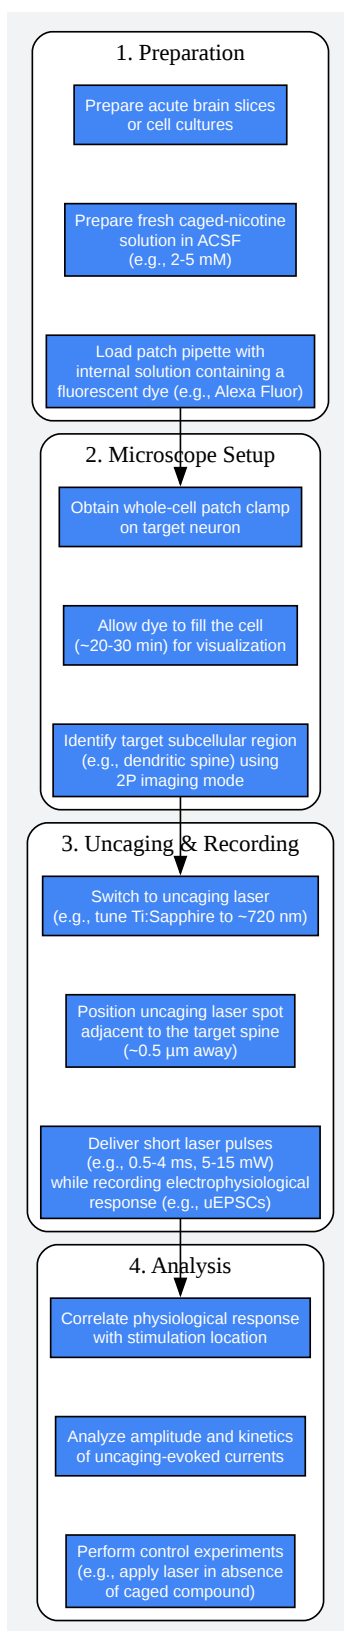 1. Preparation
Prepare acute brain slices
or cell cultures
Prepare fresh caged-nicotine
solution in ACSF
(e.g., 2-5 mM)
Load patch pipette with
internal solution containing a
fluorescent dye (e.g., Alexa Fluor)
2. Microscope Setup
Obtain whole-cell patch clamp
on target neuron
Allow dye to fill the cell
(~20-30 min) for visualization
Identify target subcellular region
(e.g., dendritic spine) using
2P imaging mode
3. Uncaging & Recording
Switch to uncaging laser
(e.g., tune Ti:Sapphire to ~720 nm)
Position uncaging laser spot
adjacent to the target spine
(~0.5 µm away)
Deliver short laser pulses
(e.g., 0.5-4 ms, 5-15 mW)
while recording electrophysiological
response (e.g., uEPSCs)
4. Analysis
Correlate physiological response
with stimulation location
Analyze amplitude and kinetics
of uncaging-evoked currents
Perform control experiments
(e.g., apply laser in absence
of caged compound)